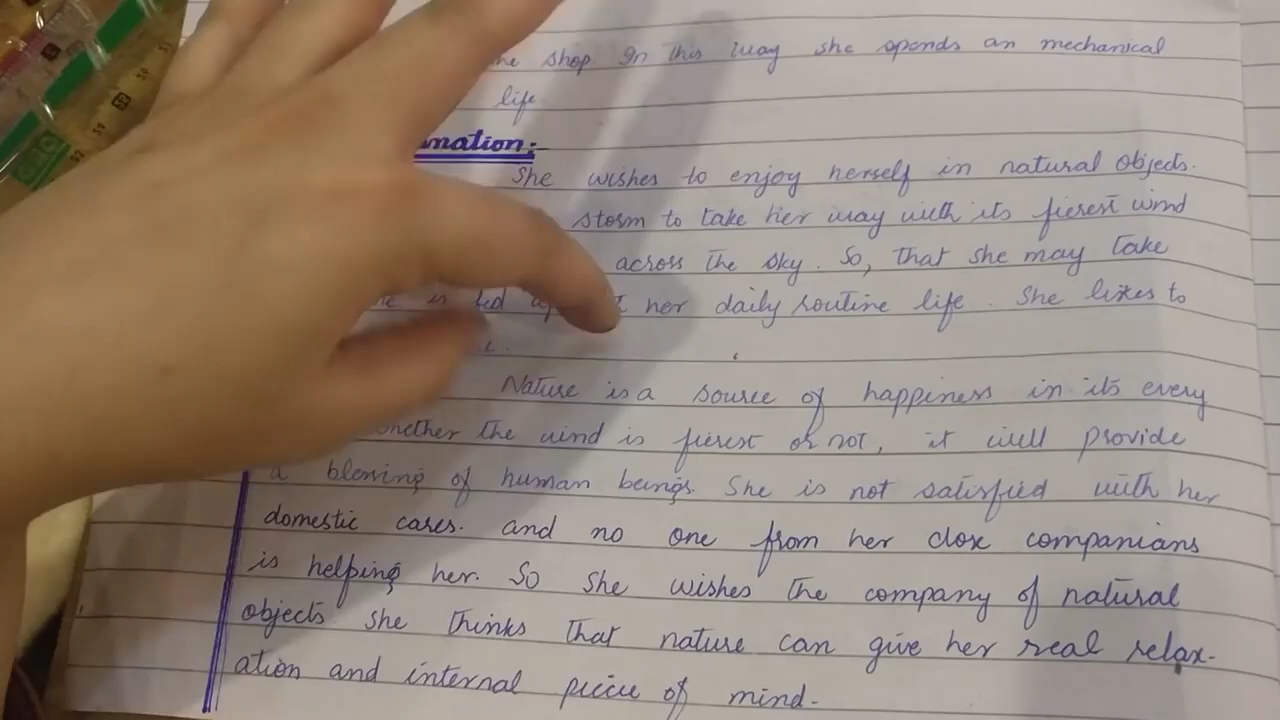 he shop In this way she spends an mechanical
life
nation:-
She wishes to enjoy herself in natural Objects.
storm to take her way with its fierest wind
across the sky. So, that she may take
is fed her daily routine life. She likes to
Nature is a source of happiness in its every
whether the wind is fierest or not, it will provide
a blessing of human beings. She is not satisfied with her
domestic cares. and no one from her close companians
is helping her. So she wishes the company of natural
objects she thinks that nature can give her real relax-
ation and internal piecie of mind.